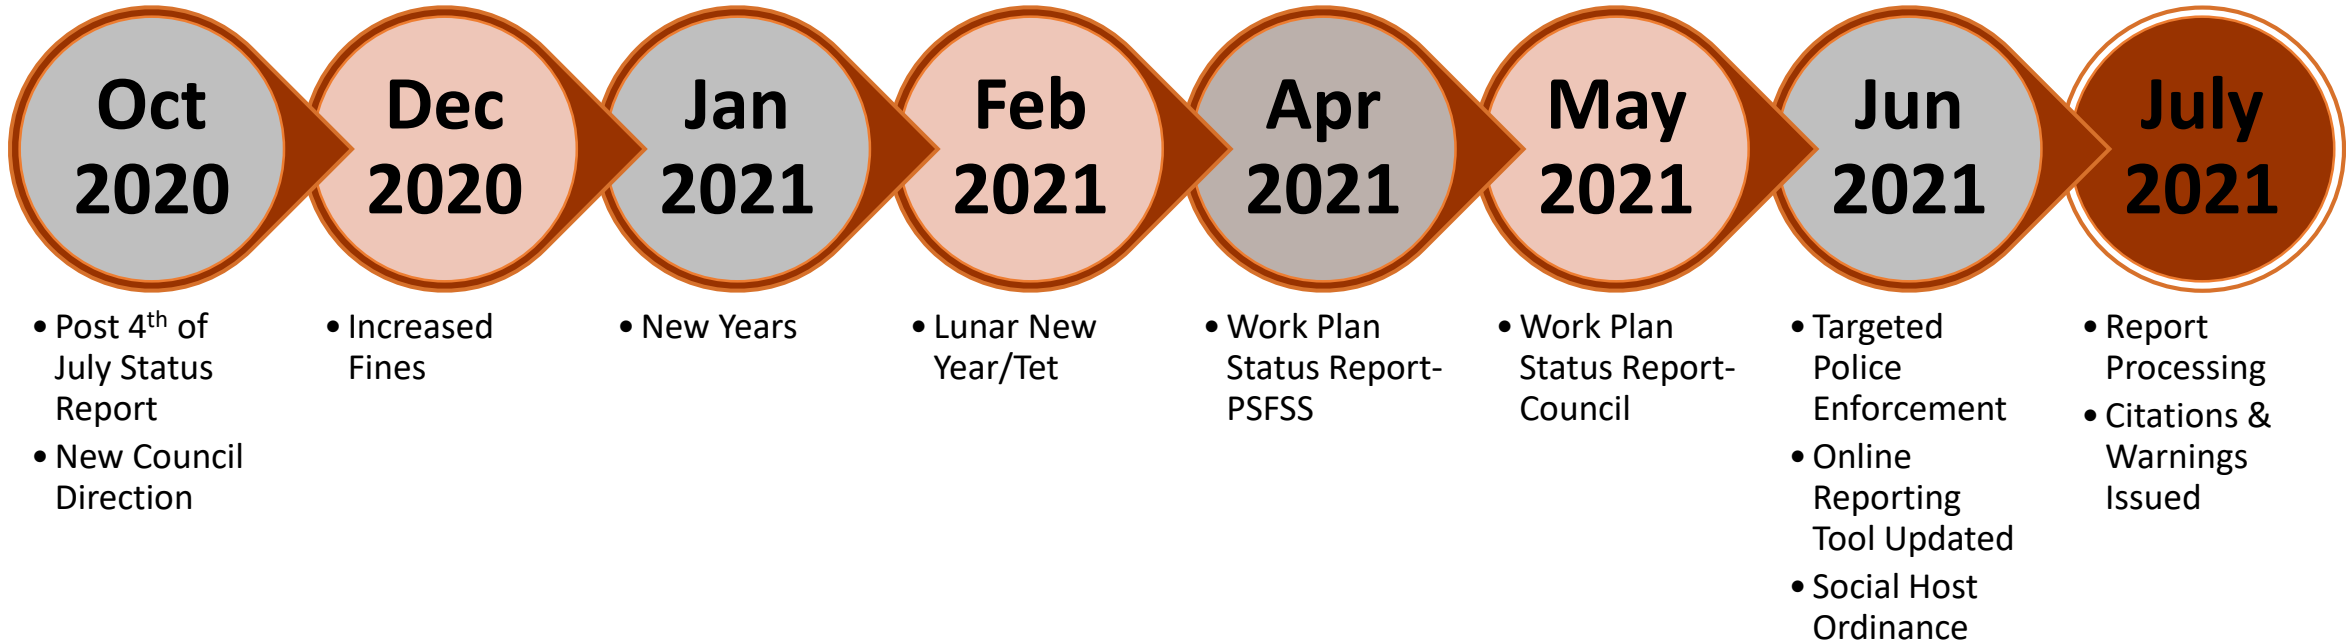 Oct
2020
Dec
2020
Jan
2021
Feb
2021
Apr
2021
May
2021
Jun
2021
July
2021
• Post 4th of
July Status
Report
• New Council
Direction
• Increased
Fines
• New Years
• Lunar New
Year/Tet
• Work Plan
Status Report-
PSFSS
• Work Plan
Status Report-
Council
• Targeted
Police
Enforcement
• Online
Reporting
Tool Updated
• Social Host
Ordinance
• Report
Processing
• Citations &
Warnings
Issued